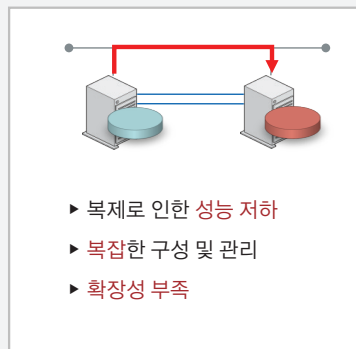 ▶ 복제로 인한 성능 저하
▶ 복잡한 구성 및 관리
▶ 확장성 부족